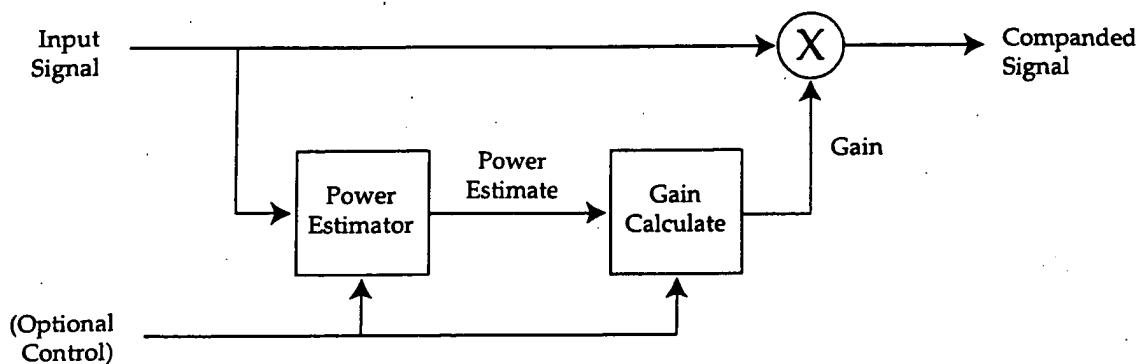 Input
Signal
X
Companded
Signal
Gain
Power
Estimator
Power
Estimate
Gain
Calculate
(Optional
Control)